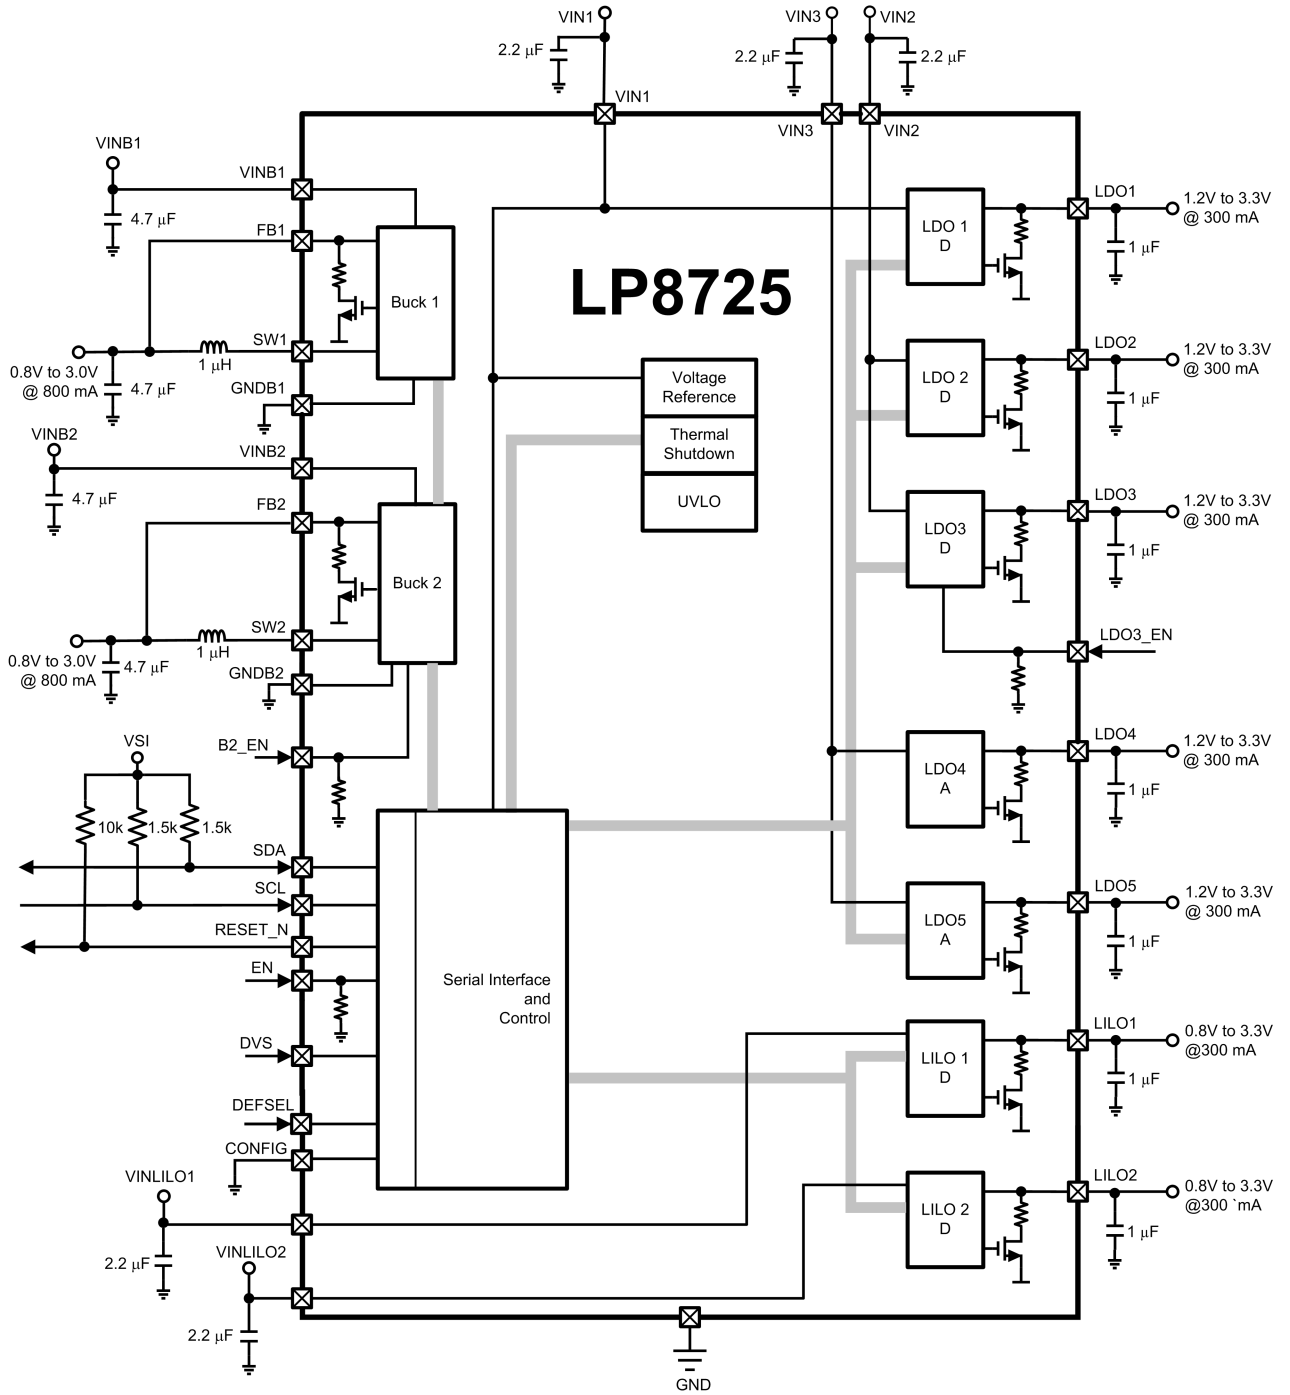 VIN1
VIN3
VIN2
2.2 µF
2.2 µF
2.2 µF
VIN1
VIN3
VIN2
VINB1
VINB1
4.7 µF
FB1
Buck 1
SW1
1 µH
0.8V to 3.0V
@ 800 mA
4.7 µF
GNDB1
VINB2
VINB2
4.7 µF
FB2
Buck 2
SW2
1 µH
0.8V to 3.0V
@ 800 mA
4.7 µF
GNDB2
B2_EN
VSI
10k
1.5k
1.5k
SDA
SCL
RESET_N
EN
DVS
DEFSEL
CONFIG
Serial Interface
and
Control
VINLILO1
2.2 µF
VINLILO2
2.2 µF
LP8725
Voltage
Reference
Thermal
Shutdown
UVLO
LDO 1
D
LDO1
1.2V to 3.3V
@ 300 mA
1 µF
LDO 2
D
LDO2
1.2V to 3.3V
@ 300 mA
1 µF
LDO3
D
LDO3
1.2V to 3.3V
@ 300 mA
1 µF
LDO3_EN
LDO4
A
LDO4
1.2V to 3.3V
@ 300 mA
1 µF
LDO5
A
LDO5
1.2V to 3.3V
@ 300 mA
1 µF
LILO 1
D
LILO1
0.8V to 3.3V
@300 mA
1 µF
LILO 2
D
LILO2
0.8V to 3.3V
@300 `mA
1 µF
GND